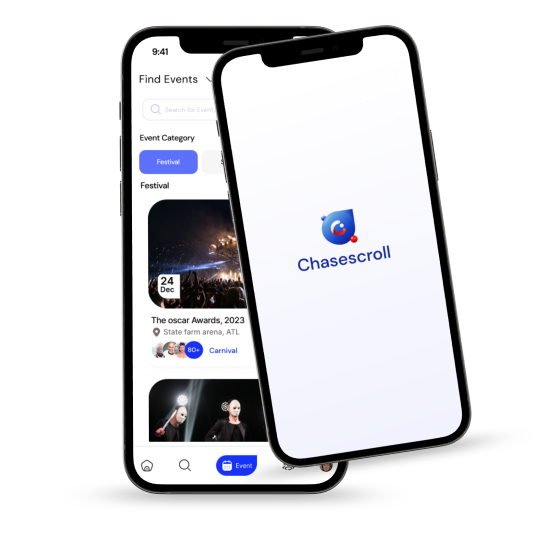 9:41
Find Events
Search for Event
Event Category
Festival
Festival
24
Dec
The oscar Awards, 2023
State farm arena, ATL
80+
Carnival
Event
Chasescroll